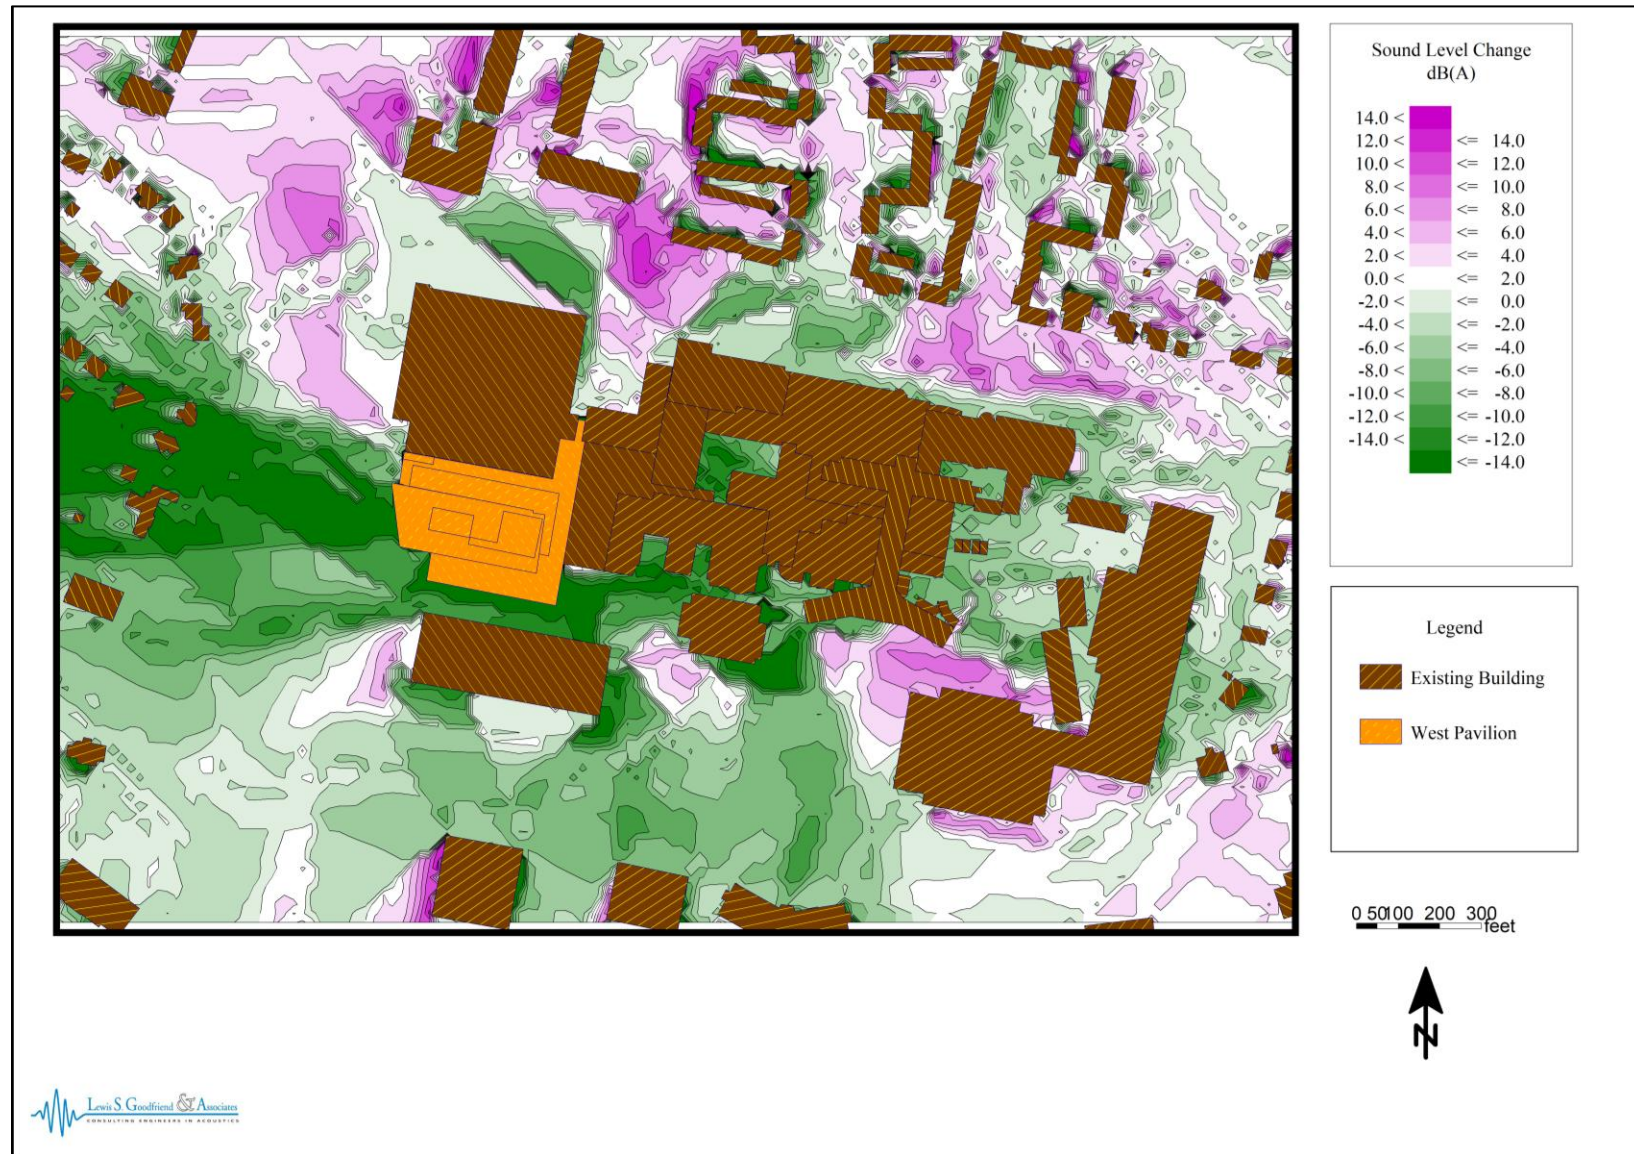 Sound Level Change
dB(A)
14.0 <
12.0 < <= 14.0
10.0 < <= 12.0
8.0 < <= 10.0
6.0 < <= 8.0
4.0 < <= 6.0
2.0 < <= 4.0
0.0 < <= 2.0
-2.0 < <= 0.0
-4.0 < <= -2.0
-6.0 < <= -4.0
-8.0 < <= -6.0
-10.0 < <= -8.0
-12.0 < <= -10.0
-14.0 < <= -12.0
<= -14.0
Legend
Existing Building
West Pavilion
0 50 100 200 300
feet
N
Lewis S. Goodfriend & Associates
CONSULTING ENGINEERS IN ACOUSTICS